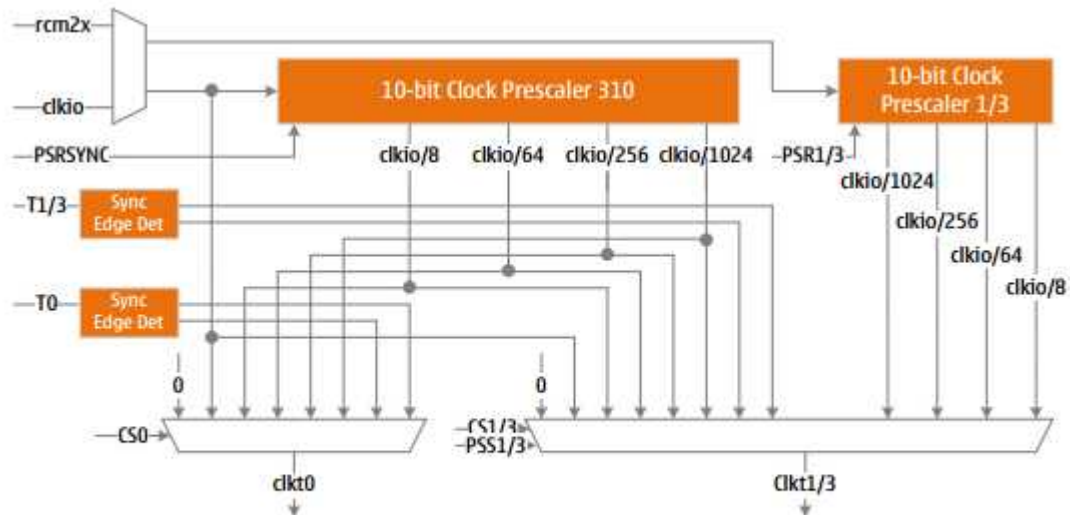 rcm2x
clkio
10-bit Clock Prescaler 310
10-bit Clock
Prescaler 1/3
PSRSYNC
clkio/8
clkio/64
clkio/256
clkio/1024
PSR1/3
clkio/1024
clkio/256
clkio/64
clkio/8
T1/3
Sync
Edge Det
T0
Sync
Edge Det
0
0
CS0
CS1/3
PSS1/3
clkt0
Clkt1/3